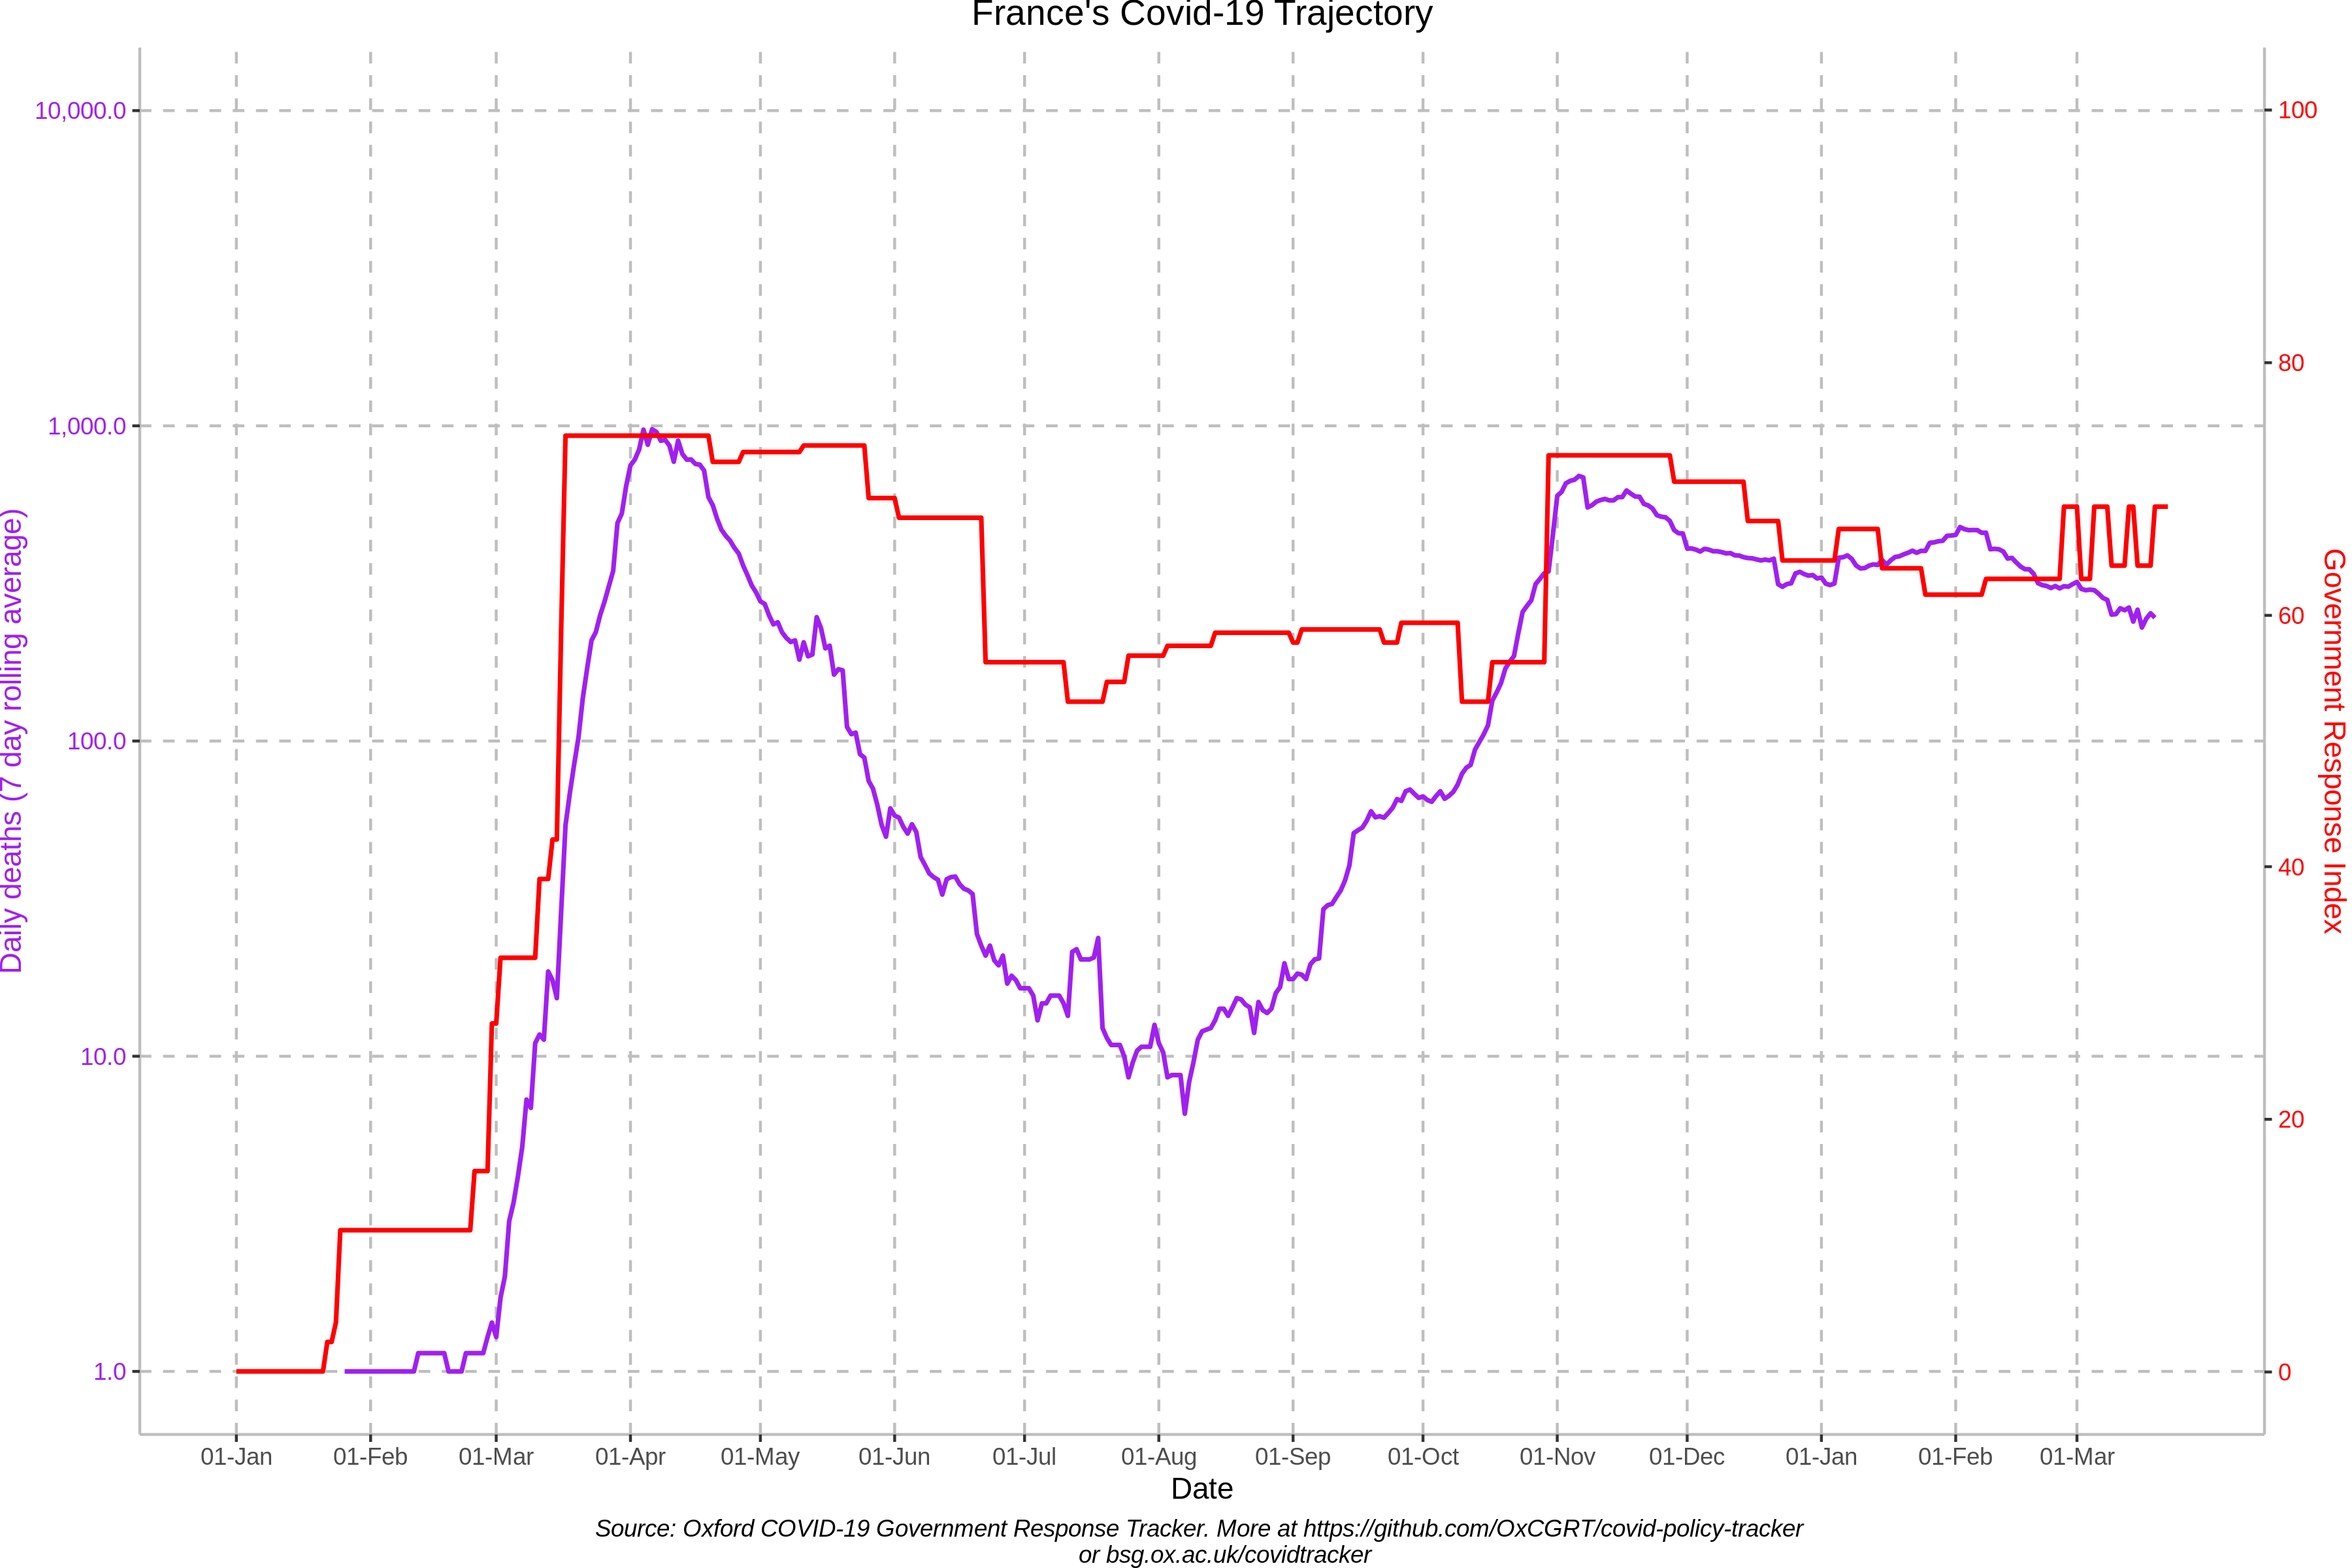 France's Covid-19 Trajectory
10,000.0
1,000.0
100.0
10.0
1.0
Daily deaths (7 day rolling average)
100
80
60
40
20
0
Government Response Index
01-Jan 01-Feb 01-Mar 01-Apr 01-May 01-Jun 01-Jul 01-Aug 01-Sep 01-Oct 01-Nov 01-Dec 01-Jan 01-Feb 01-Mar
Date
Source: Oxford COVID-19 Government Response Tracker. More at https://github.com/OxCGRT/covid-policy-tracker
or bsg.ox.ac.uk/covidtracker